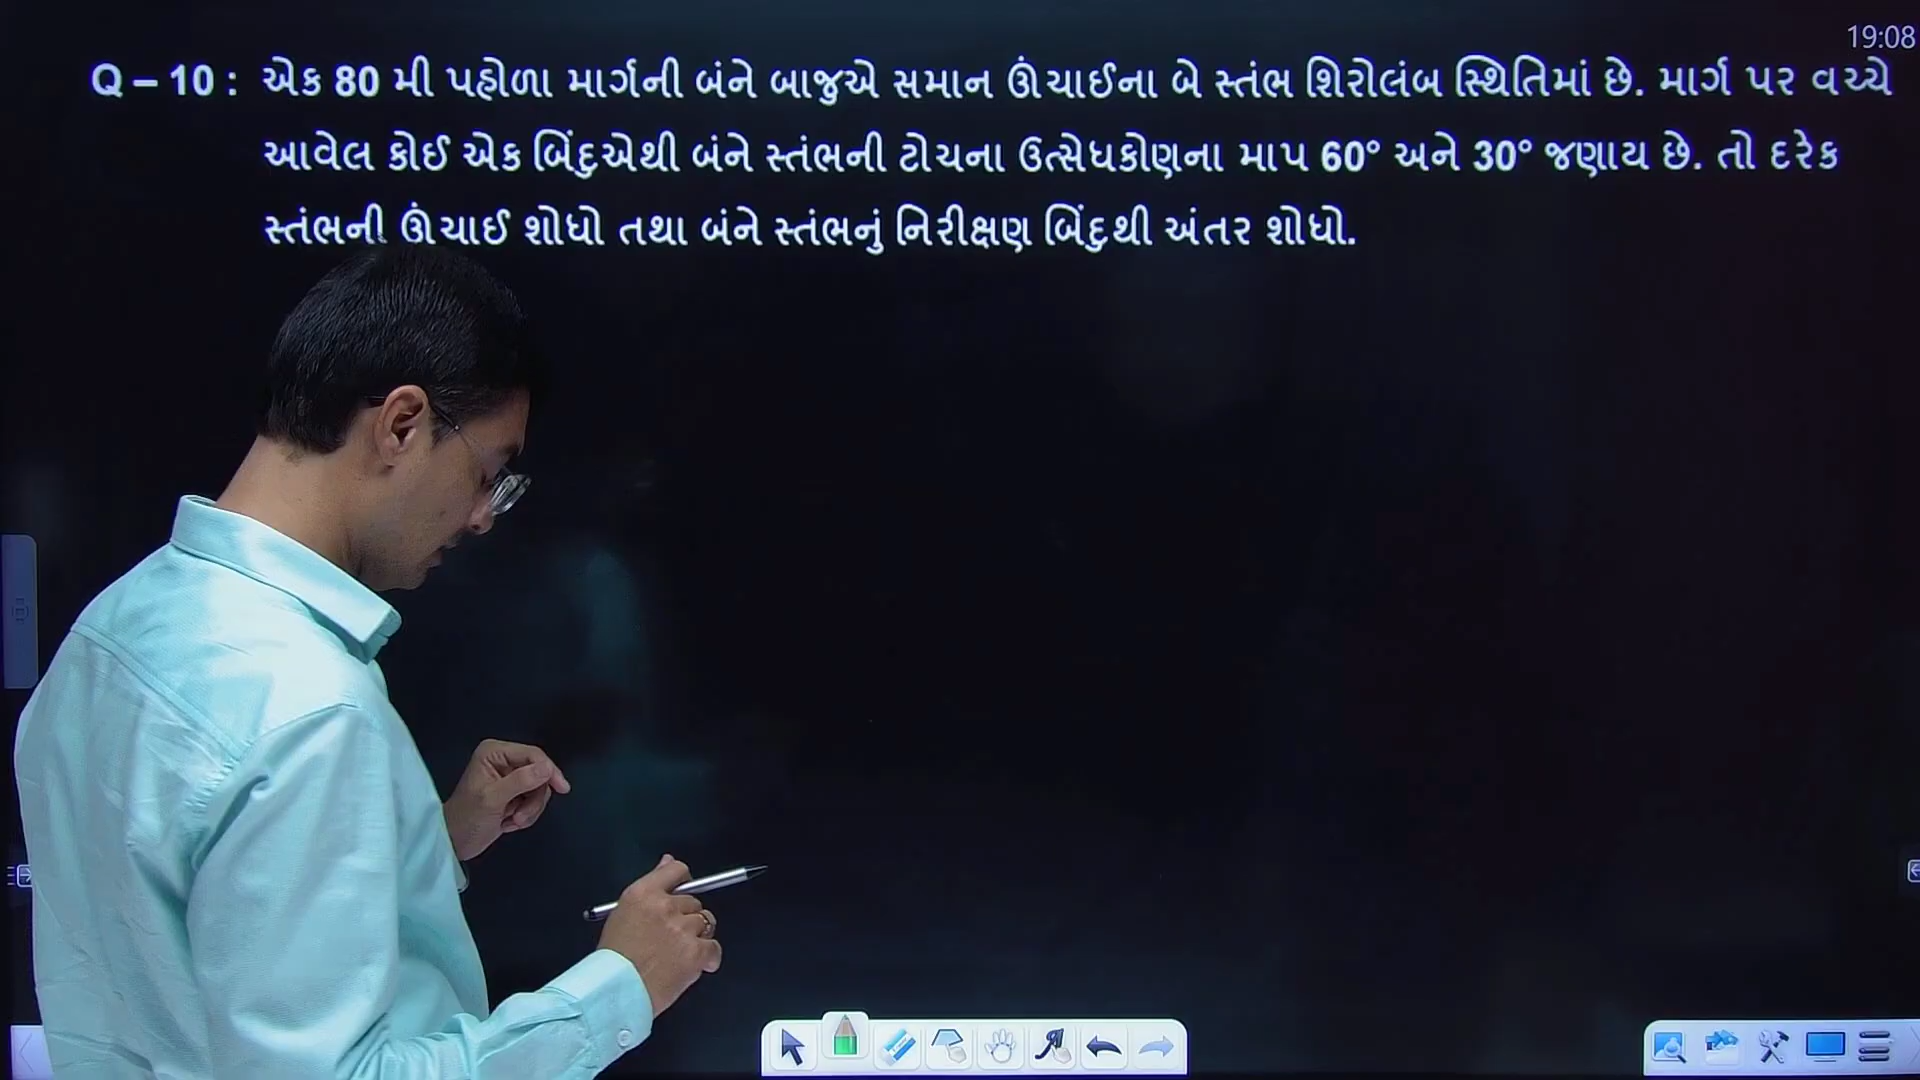 19:08
Q – 10 : એક 80 મી પહોળા માર્ગની બંને બાજુએ સમાન ઊંચાઈના બે સ્તંભ શિરોલંબ સ્થિતિમાં છે. માર્ગ પર વચ્ચે
આવેલ કોઈ એક બિંદુએથી બંને સ્તંભની ટોચના ઉત્સેધકોણના માપ 60° અને 30° જણાય છે. તો દરેક
સ્તંભની ઊંચાઈ શોધો તથા બંને સ્તંભનું નિરીક્ષણ બિંદુથી અંતર શોધો.